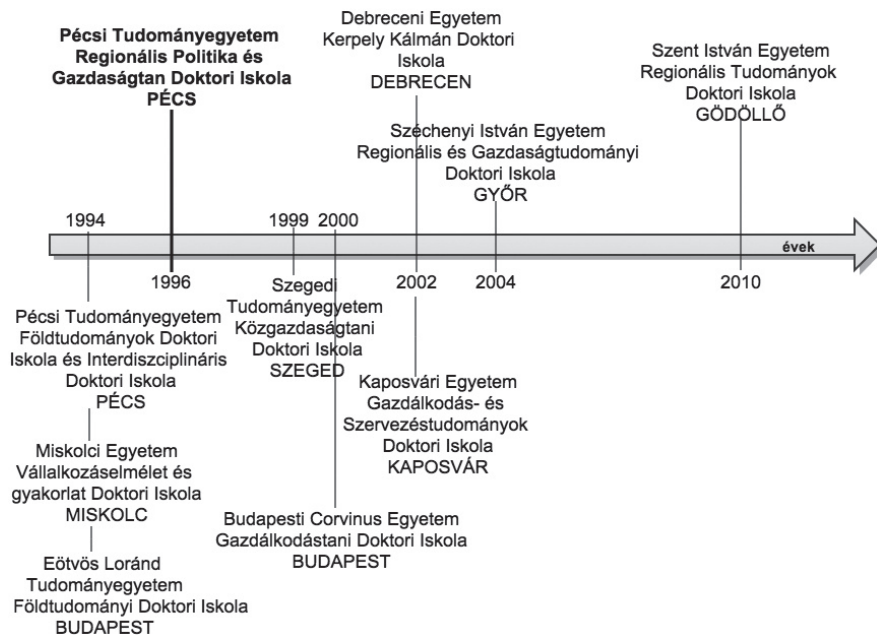 Pécsi Tudományegyetem
Regionális Politika és
Gazdaságtan Doktori Iskola
PÉCS
Debreceni Egyetem
Kerpely Kálmán Doktori
Iskola
DEBRECEN
Széchenyi István Egyetem
Regionális és Gazdaságtudományi
Doktori Iskola
GYŐR
Szent István Egyetem
Regionális Tudományok
Doktori Iskola
GÖDÖLLŐ
1994
1999
2000
évek
1996
2002
2004
2010
Pécsi Tudományegyetem
Földtudományok Doktori
Iskola és Interdiszciplináris
Doktori Iskola
PÉCS
Miskolci Egyetem
Vállalkozáselmélet és
gyakorlat Doktori Iskola
MISKOLC
Eötvös Loránd
Tudományegyetem
Földtudományi Doktori Iskola
BUDAPEST
Szegedi
Tudományegyetem
Közgazdaságtani
Doktori Iskola
SZEGED
Budapesti Corvinus Egyetem
Gazdálkodástani Doktori Iskola
BUDAPEST
Kaposvári Egyetem
Gazdálkodás- és
Szervezéstudományok
Doktori Iskola
KAPOSVÁR